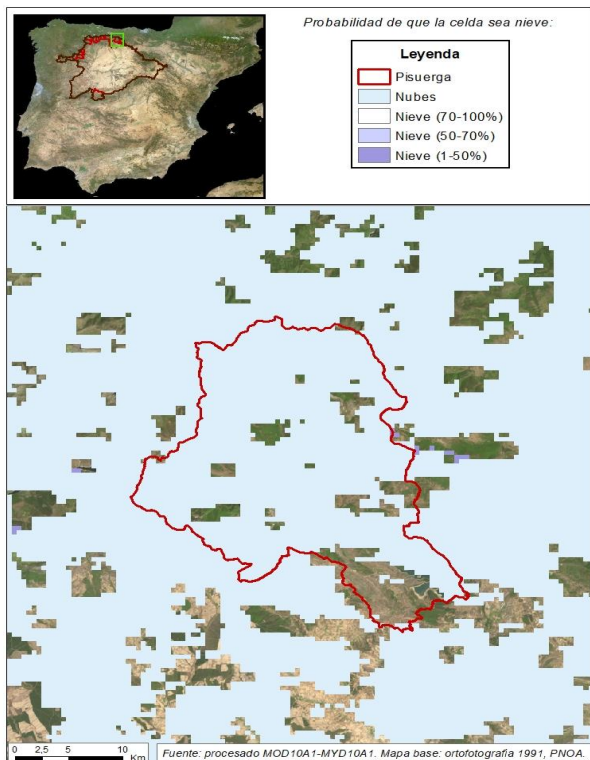 Probabilidad de que la celda sea nieve:
Leyenda
Pisuerga
Nubes
Nieve (70-100%)
Nieve (50-70%)
Nieve (1-50%)
0 2,5 5 10
Km
Fuente: procesado MOD10A1-MYD10A1. Mapa base: ortofotografía 1991, PNOA.